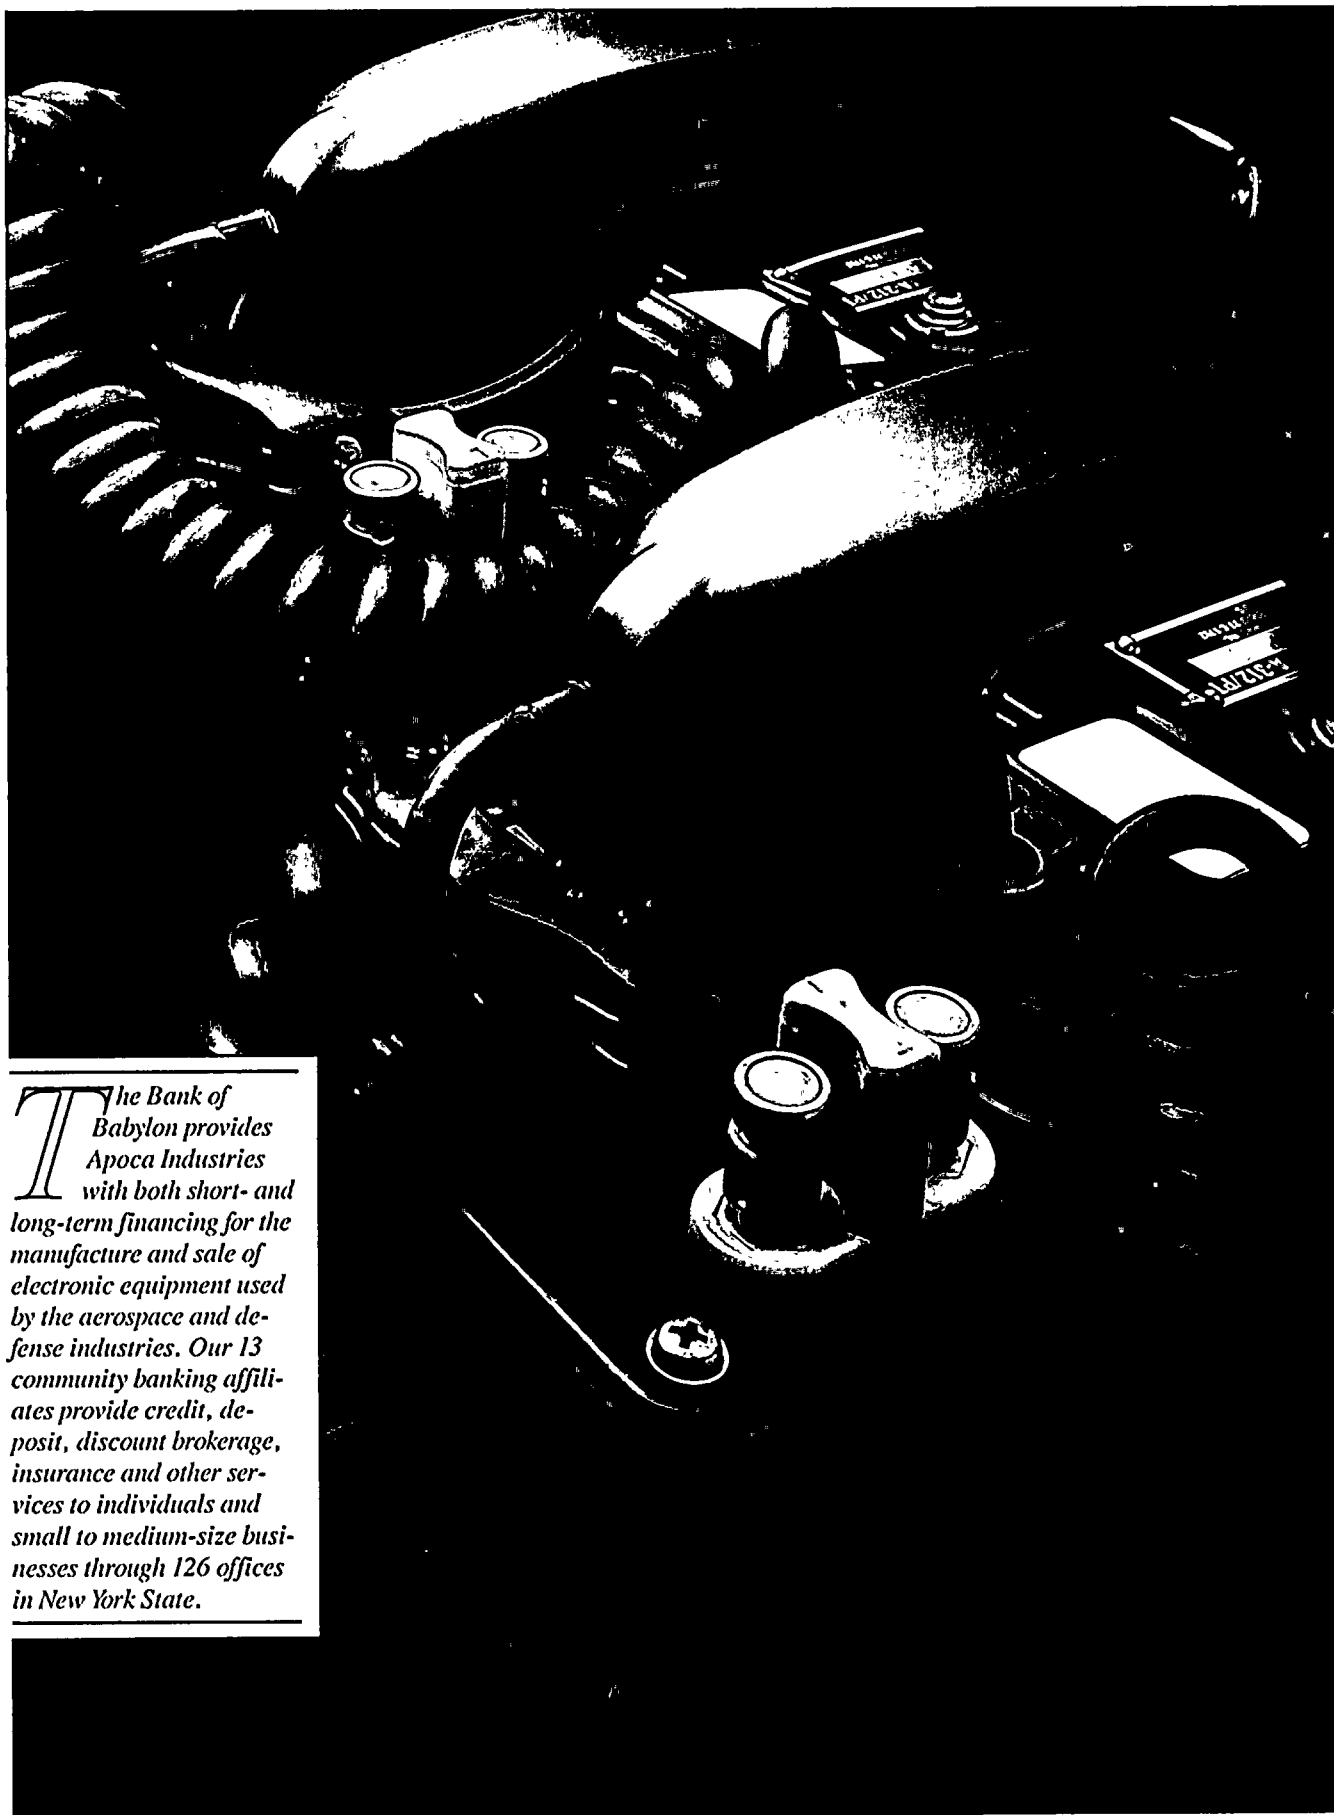 The Bank of
Babylon provides
Apoca Industries
with both short- and
long-term financing for the
manufacture and sale of
electronic equipment used
by the aerospace and de-
fense industries. Our 13
community banking affili-
ates provide credit, de-
posit, discount brokerage,
insurance and other ser-
vices to individuals and
small to medium-size busi-
nesses through 126 offices
in New York State.